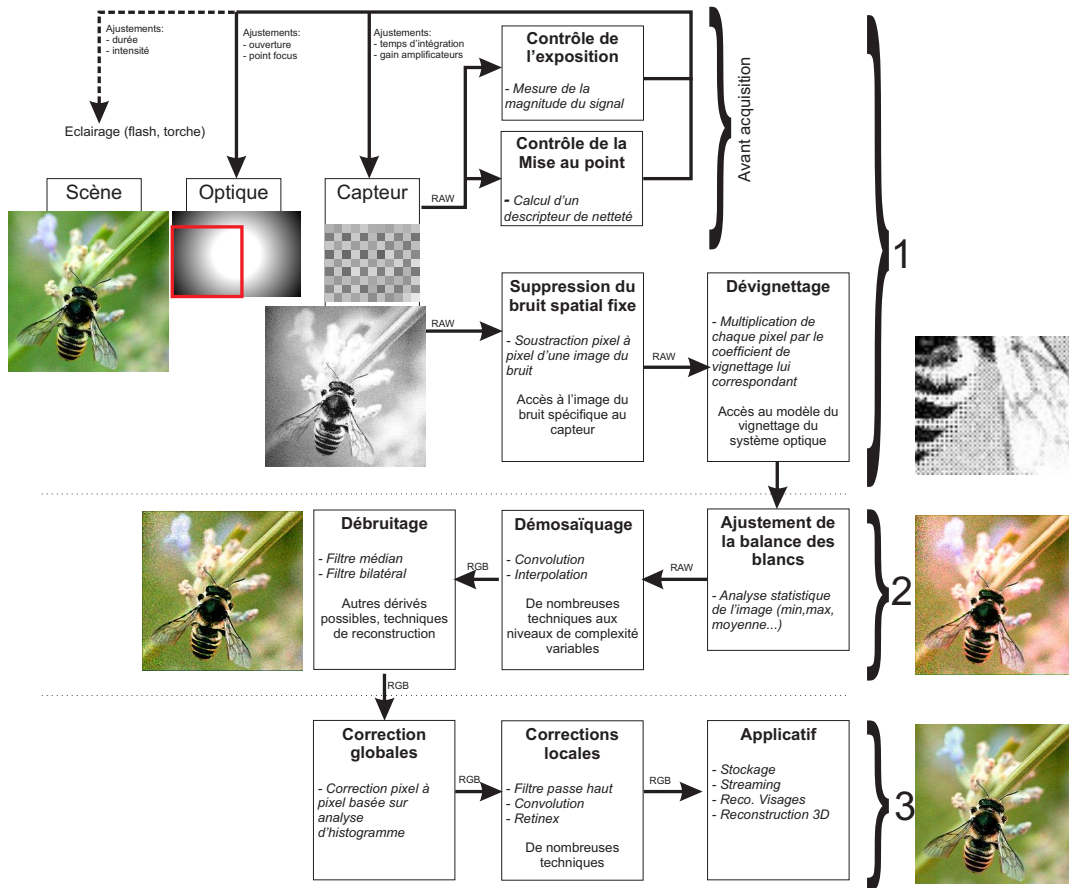 Ajustements:
- durée
- intensité
Ajustements:
- ouverture
- point focus
Ajustements:
- temps d'intégration
- gain amplificateurs
Contrôle de
l'exposition
- Mesure de la
magnitude du signal
Eclairage (flash, torche)
Contrôle de la
Mise au point
- Calcul d'un
descripteur de netteté
Avant acquisition
Scène
Optique
Capteur
RAW
1
RAW
Suppression du
bruit spatial fixe
- Soustraction pixel à
pixel d'une image du
bruit
Accès à l'image du
bruit spécifique au
capteur
RAW
Dévignettage
- Multiplication de
chaque pixel par le
coefficient de
vignettage lui
correspondant
Accès au modèle du
vignettage du
système optique
Débruitage
- Filtre médian
- Filtre bilatéral
Autres dérivés
possibles, techniques
de reconstruction
RGB
Démosaïquage
- Convolution
- Interpolation
De nombreuses
techniques aux
niveaux de complexité
variables
RAW
Ajustement de
la balance des
blancs
- Analyse statistique
de l'image (min,max,
moyenne...)
2
RGB
Correction
globales
- Correction pixel à
pixel basée sur
analyse
d'histogramme
RGB
Corrections
locales
- Filtre passe haut
- Convolution
- Retinex
De nombreuses
techniques
RGB
Applicatif
- Stockage
- Streaming
- Reco. Visages
- Reconstruction 3D
3